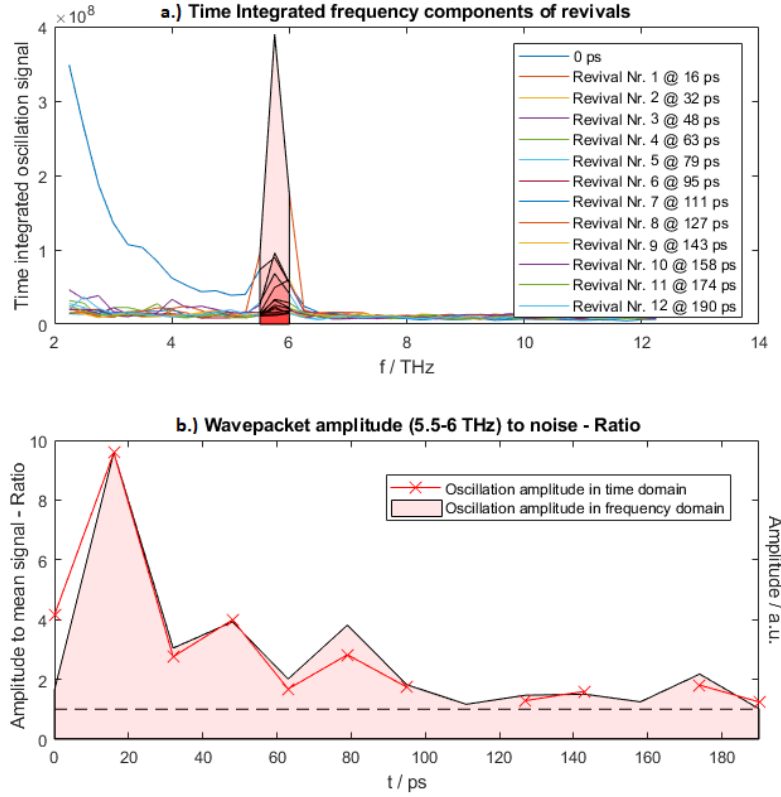 a.) Time Integrated frequency components of revivals
×10⁸
4
3
2
1
0
Time integrated oscillation signal
0 ps
Revival Nr. 1 @ 16 ps
Revival Nr. 2 @ 32 ps
Revival Nr. 3 @ 48 ps
Revival Nr. 4 @ 63 ps
Revival Nr. 5 @ 79 ps
Revival Nr. 6 @ 95 ps
Revival Nr. 7 @ 111 ps
Revival Nr. 8 @ 127 ps
Revival Nr. 9 @ 143 ps
Revival Nr. 10 @ 158 ps
Revival Nr. 11 @ 174 ps
Revival Nr. 12 @ 190 ps
2 4 6 8 10 12 14
f / THz
b.) Wavepacket amplitude (5.5-6 THz) to noise - Ratio
10
8
6
4
2
0
Amplitude to mean signal - Ratio
Oscillation amplitude in time domain
Oscillation amplitude in frequency domain
Amplitude / a.u.
0 20 40 60 80 100 120 140 160 180
t / ps